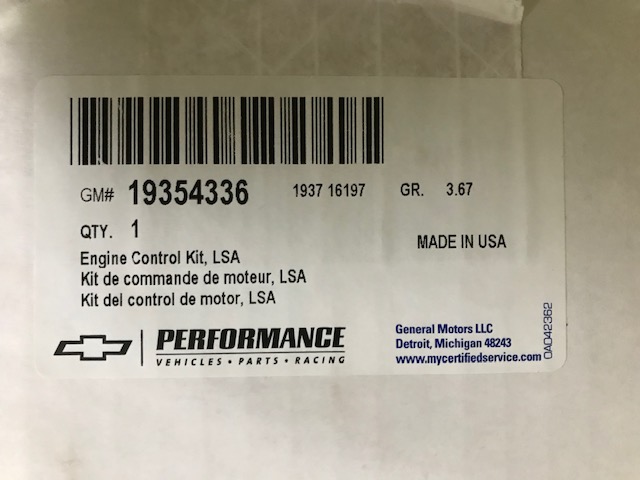 GM# 19354336 1937 16197 GR. 3.67
QTY. 1
MADE IN USA
Engine Control Kit, LSA
Kit de commande de moteur, LSA
Kit del control de motor, LSA
PERFORMANCE
VEHICLES • PARTS • RACING
General Motors LLC
Detroit, Michigan 48243
www.mycertifiedservice.com
0AD42362